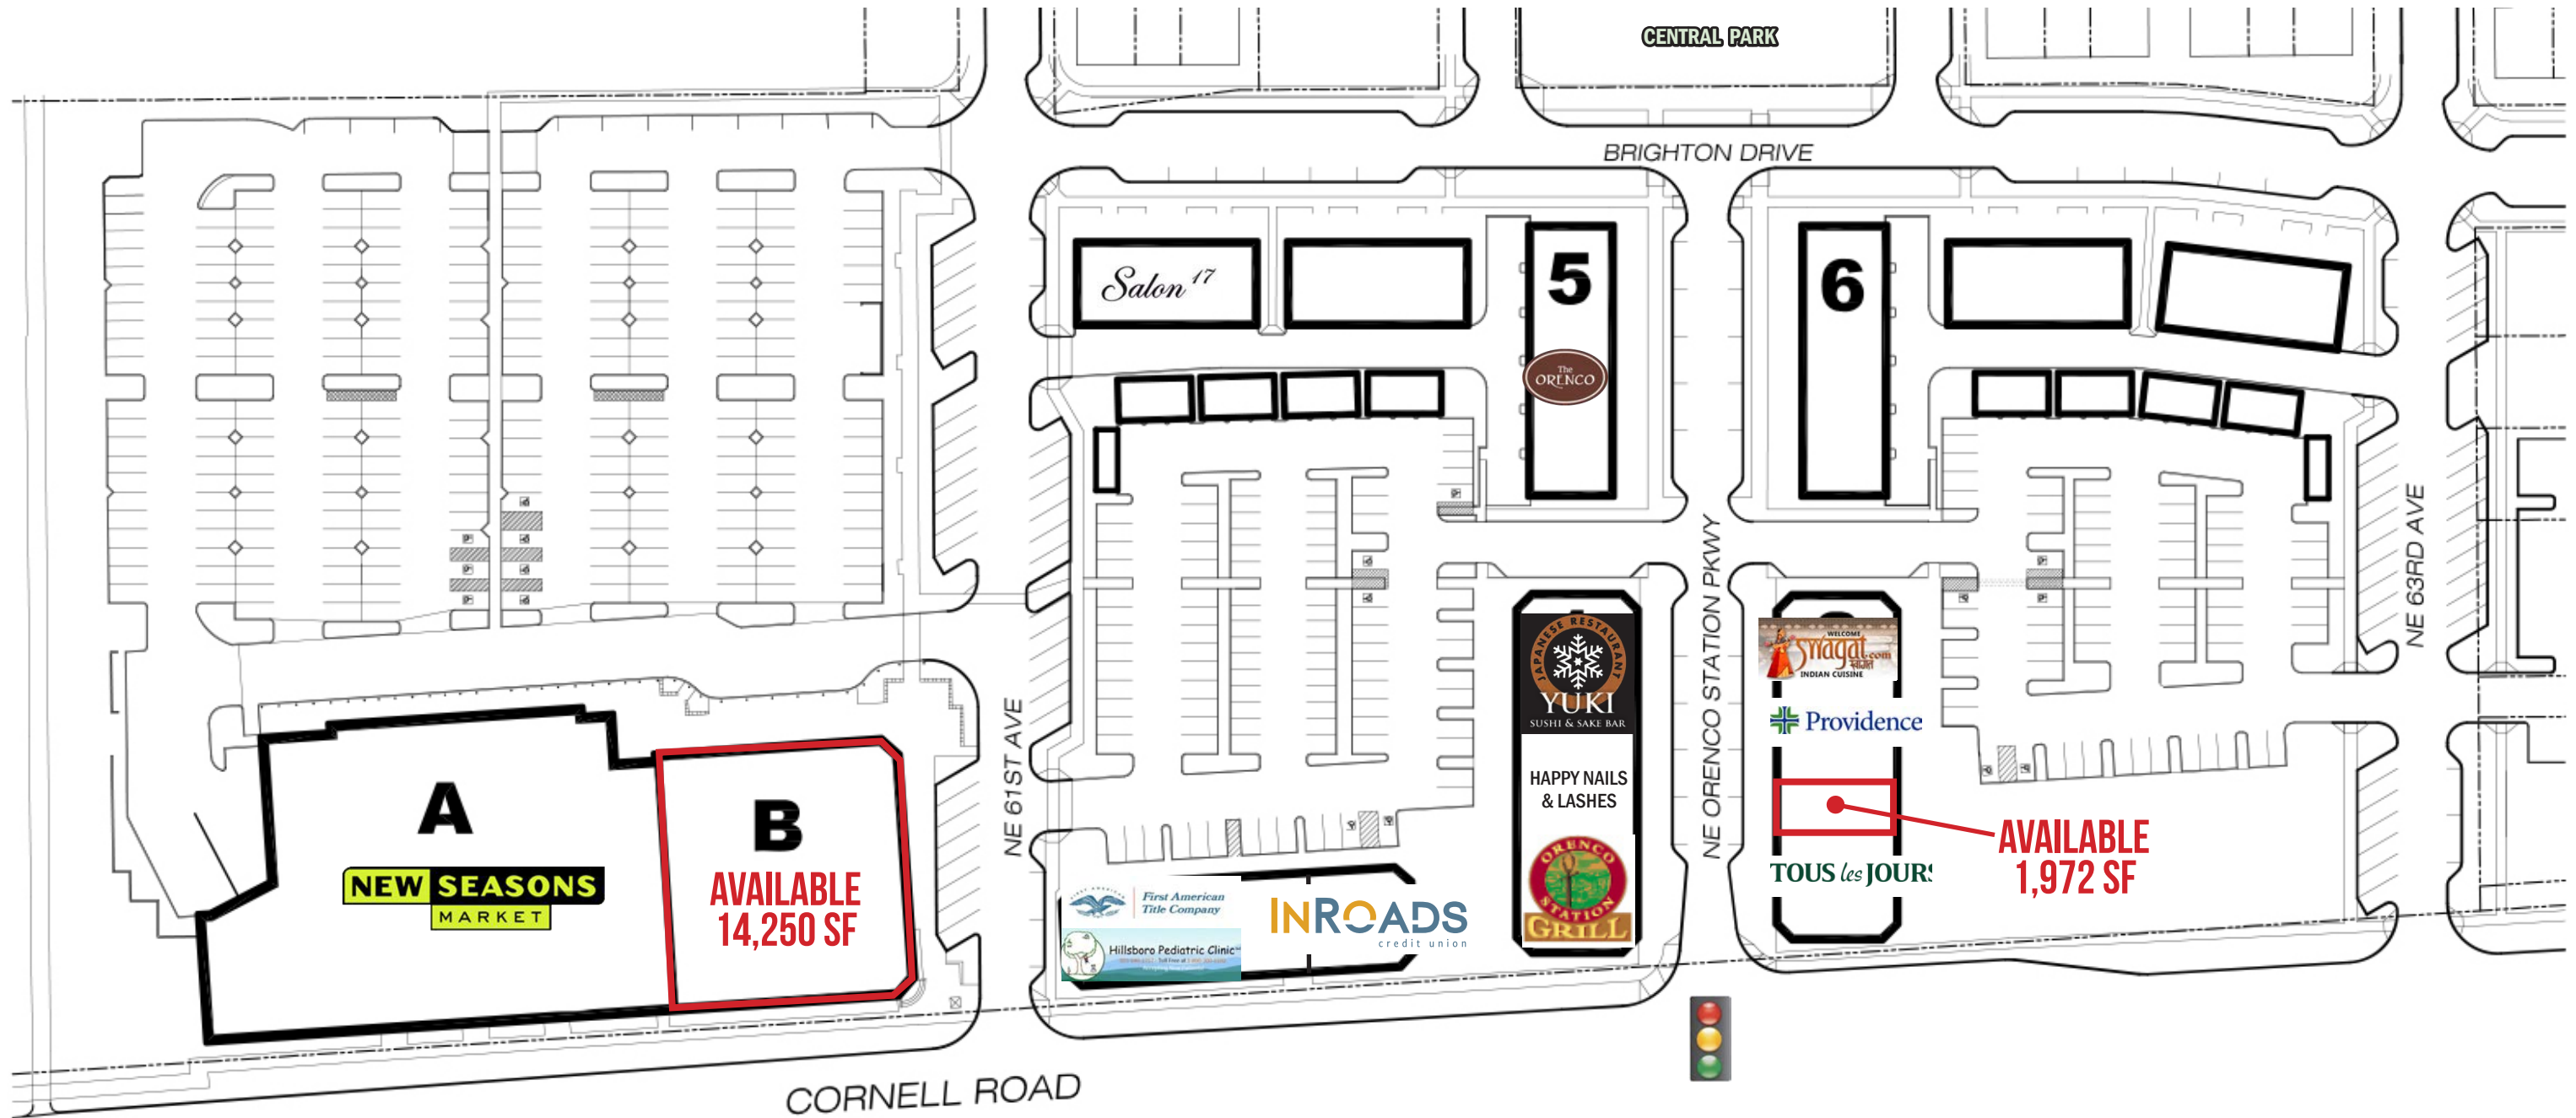 CENTRAL PARK
BRIGHTON DRIVE
Salon 17
5
The
ORENCO
6
NE 63RD AVE
NE ORENCO STATION PKWY
NE 61ST AVE
JAPANESE RESTAURANT
YUKI
SUSHI & SAKE BAR
HAPPY NAILS
& LASHES
ORENCO
STATION
GRILL
WELCOME
Swagat.com
INDIAN CUISINE
Providence
AVAILABLE
1,972 SF
TOUS les JOURS
A
NEW SEASONS
MARKET
B
AVAILABLE
14,250 SF
First American
Title Company
Hillsboro Pediatric Clinic
INROADS
credit union
CORNELL ROAD